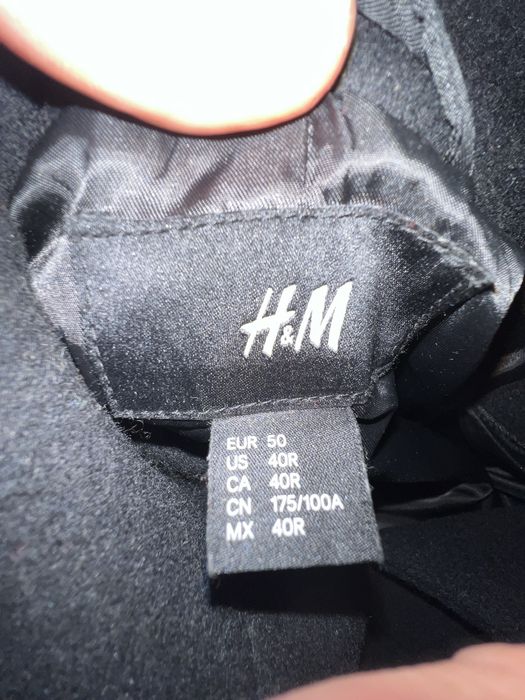 H&M
EUR 50
US 40R
CA 40R
CN 175/100A
MX 40R